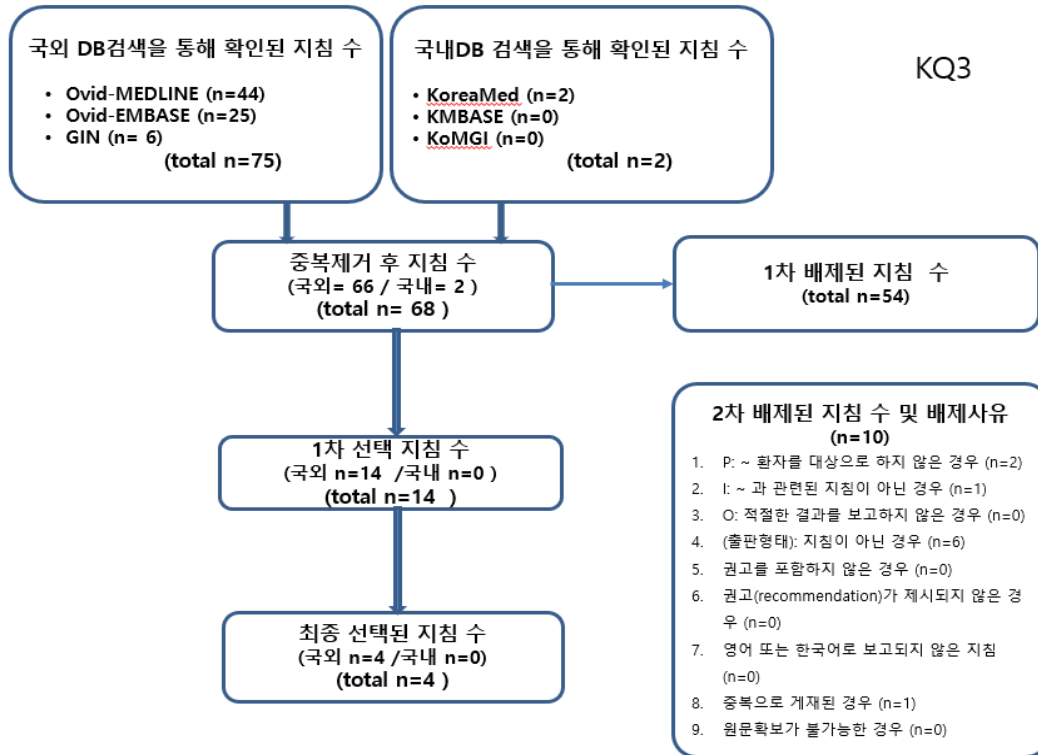 국외 DB검색을 통해 확인된 지침 수
• Ovid-MEDLINE (n=44)
• Ovid-EMBASE (n=25)
• GIN (n= 6)
(total n=75)
국내DB 검색을 통해 확인된 지침 수
• KoreaMed (n=2)
• KMBASE (n=0)
• KoMGI (n=0)
(total n=2)
KQ3
중복제거 후 지침 수
(국외= 66 / 국내= 2 )
(total n= 68 )
1차 배제된 지침 수
(total n=54)
1차 선택 지침 수
(국외 n=14 /국내 n=0 )
(total n=14 )
2차 배제된 지침 수 및 배제사유
(n=10)
1. P: ~ 환자를 대상으로 하지 않은 경우 (n=2)
2. I: ~ 과 관련된 지침이 아닌 경우 (n=1)
3. O: 적절한 결과를 보고하지 않은 경우 (n=0)
4. (출판형태): 지침이 아닌 경우 (n=6)
5. 권고를 포함하지 않은 경우 (n=0)
6. 권고(recommendation)가 제시되지 않은 경
우 (n=0)
7. 영어 또는 한국어로 보고되지 않은 지침
(n=0)
8. 중복으로 게재된 경우 (n=1)
9. 원문확보가 불가능한 경우 (n=0)
최종 선택된 지침 수
(국외 n=4 /국내 n=0)
(total n=4 )